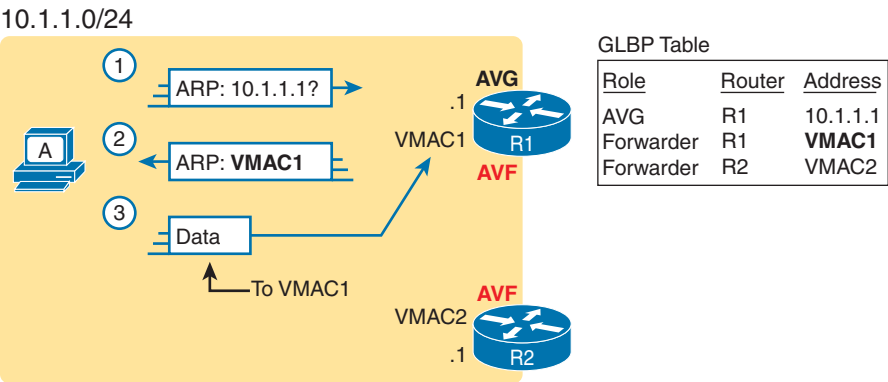 10.1.1.0/24
1
ARP: 10.1.1.1?
AVG
.1
VMAC1
R1
AVF
A
2
ARP: VMAC1
3
Data
To VMAC1
AVF
VMAC2
.1
R2
GLBP Table
Role Router Address
AVG R1 10.1.1.1
Forwarder R1 VMAC1
Forwarder R2 VMAC2